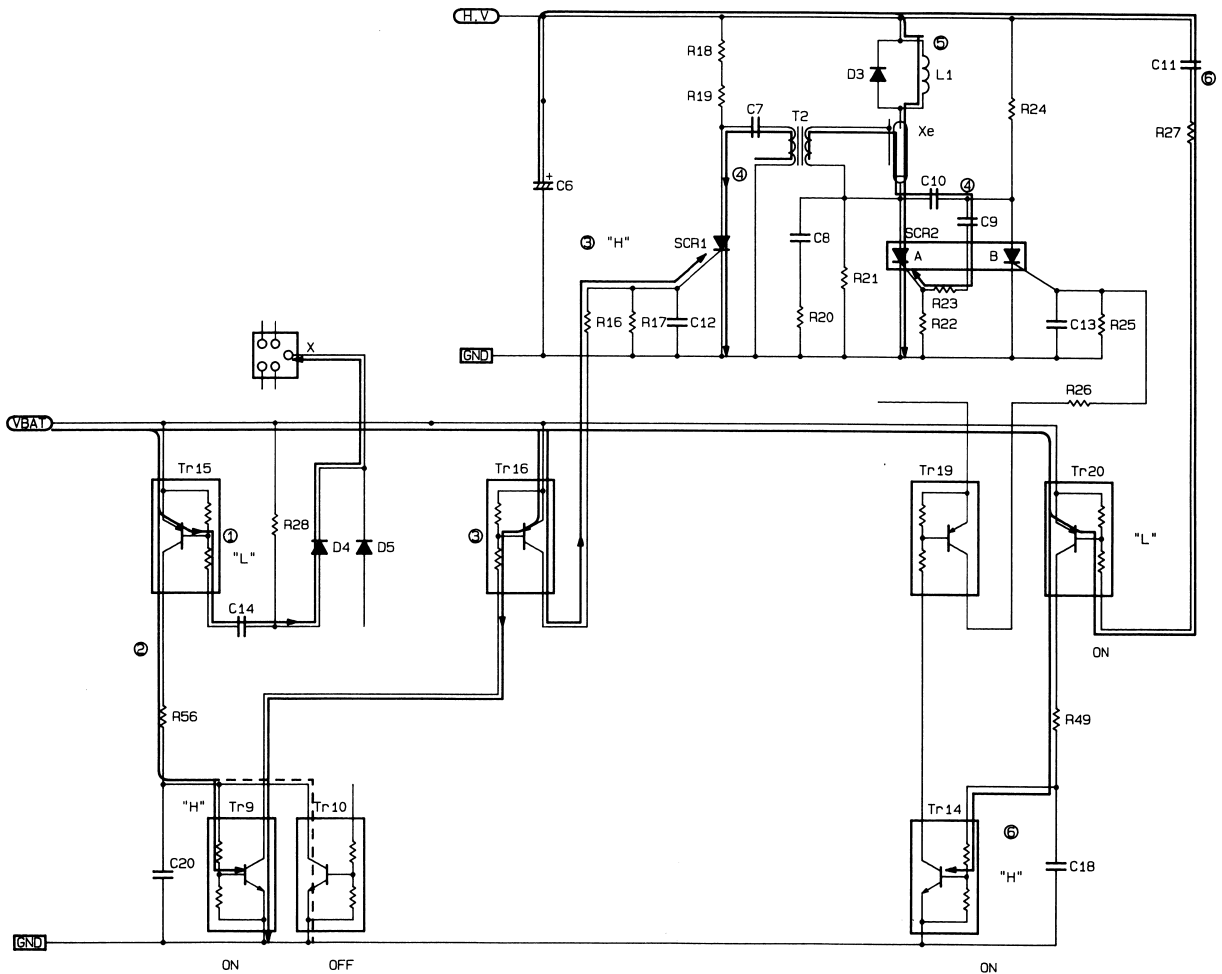 H.V
⑤
R18
D3
L1
C11
⑥
R19
C7
T2
R24
Xe
R27
④
C10
④
C6
+
C9
③ "H"
SCR1
C8
SCR2
A
B
R21
R23
R16
R17
C12
R20
R22
C13
R25
X
GND
R26
VBAT
Tr15
Tr16
Tr19
Tr20
①
R28
③
"L"
"L"
D4
D5
C14
②
ON
R56
R49
"H"
Tr9
Tr10
Tr14
⑥
C20
C18
"H"
GND
ON
OFF
ON